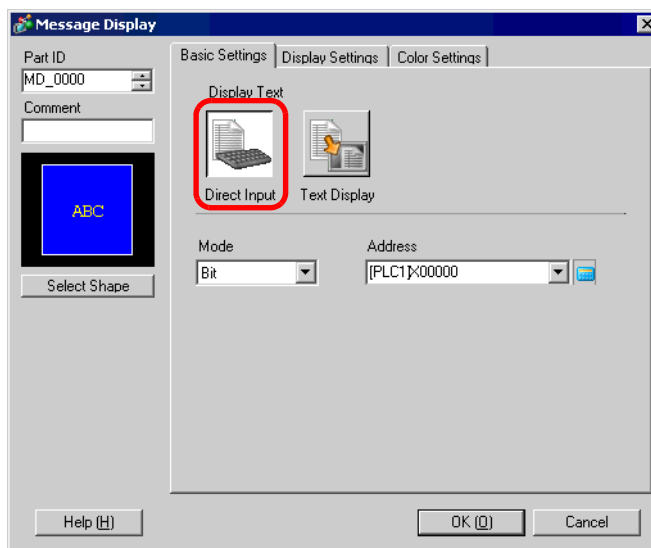 Message Display
Part ID
MD_0000
Comment
ABC
Select Shape
Basic Settings
Display Settings
Color Settings
Display Text
Direct Input
Text Display
Mode
Address
Bit
[PLC1]X00000
Help (H)
OK (O)
Cancel